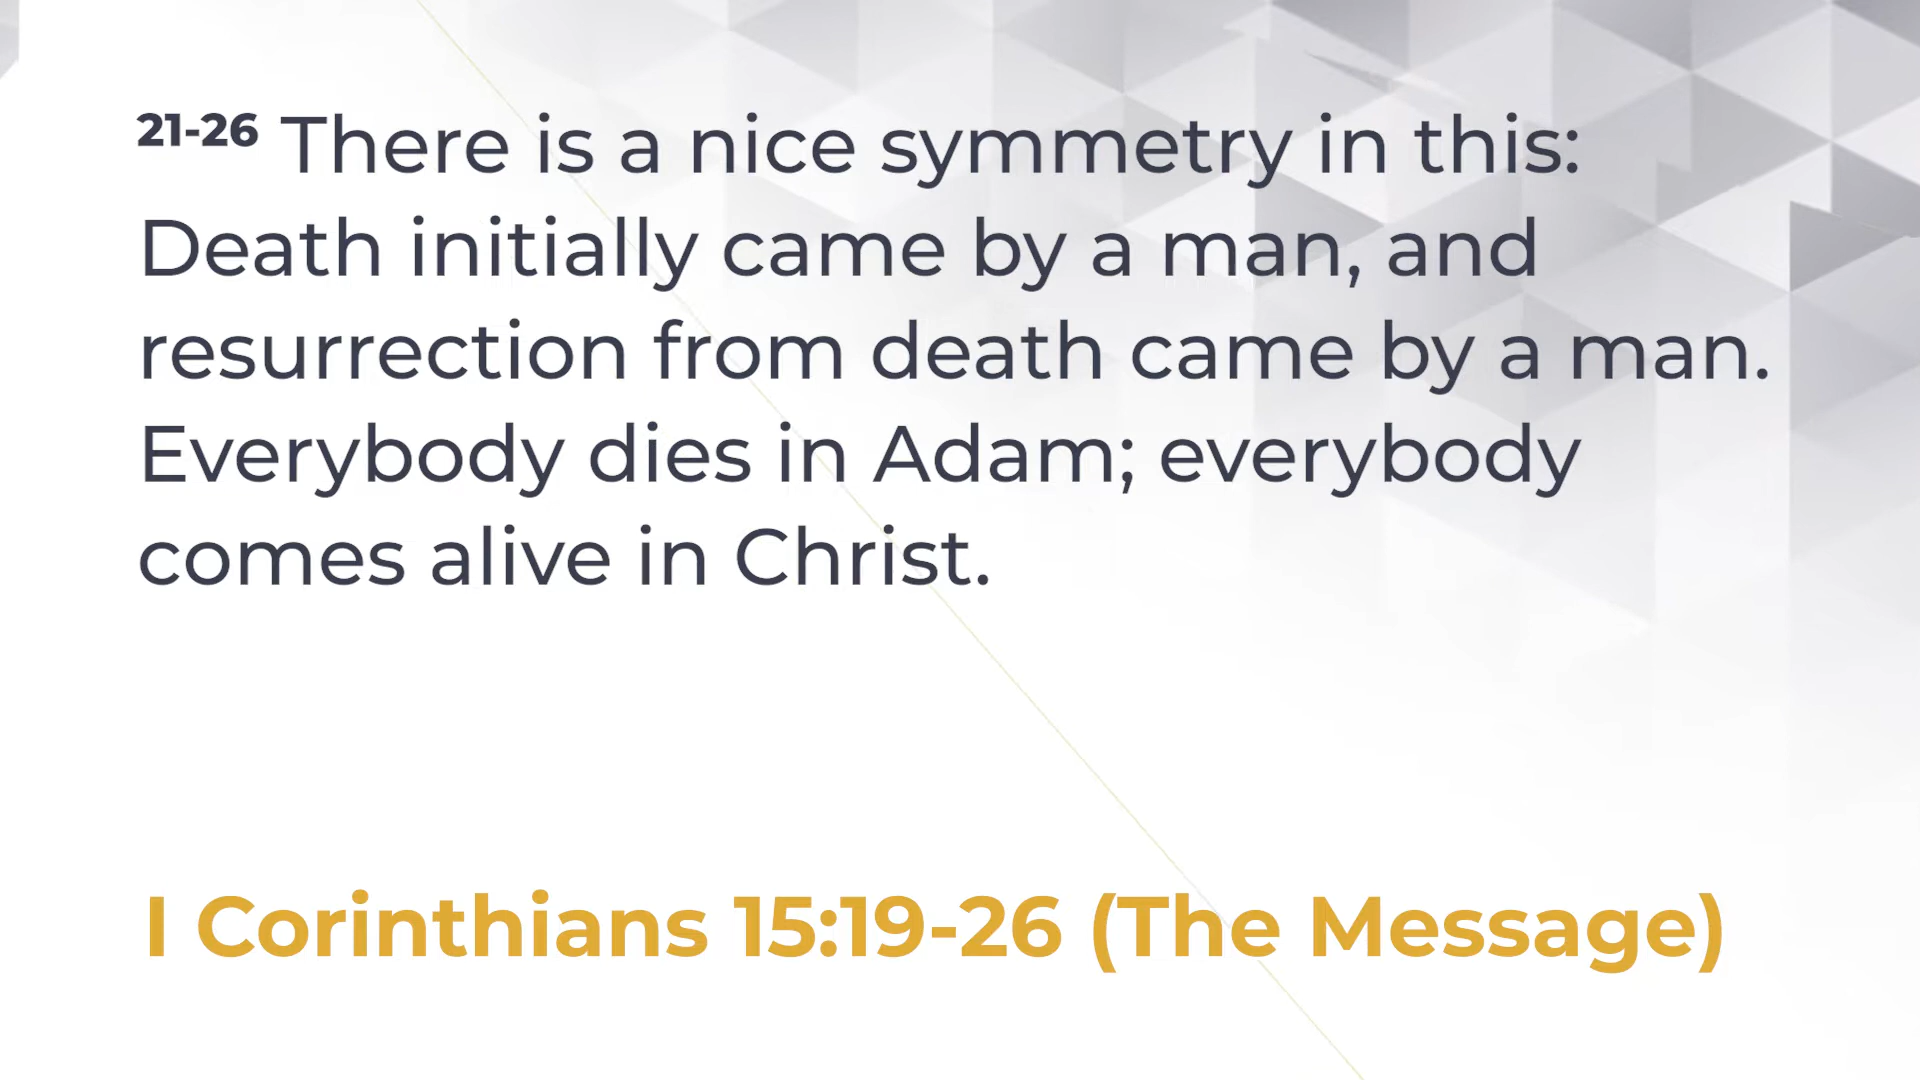 21-26 There is a nice symmetry in this:
Death initially came by a man, and
resurrection from death came by a man.
Everybody dies in Adam; everybody
comes alive in Christ.
I Corinthians 15:19-26 (The Message)